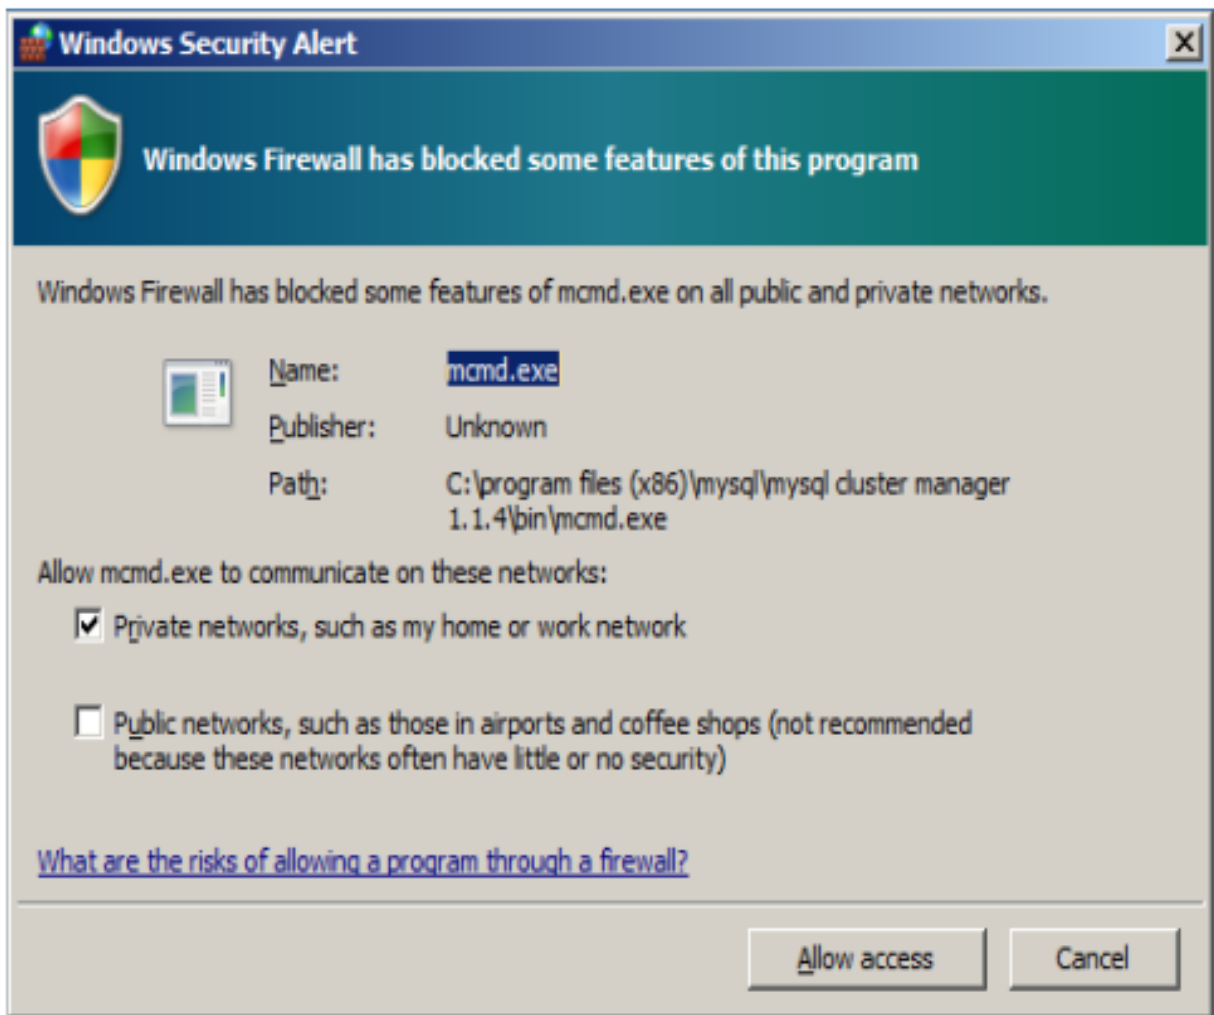 Windows Security Alert
Windows Firewall has blocked some features of this program
Windows Firewall has blocked some features of mcmd.exe on all public and private networks.
Name: mcmd.exe
Publisher: Unknown
Path: C:\program files (x86)\mysql\mysql cluster manager
1.1.4\bin\mcmd.exe
Allow mcmd.exe to communicate on these networks:
Private networks, such as my home or work network
Public networks, such as those in airports and coffee shops (not recommended
because these networks often have little or no security)
What are the risks of allowing a program through a firewall?
Allow access Cancel